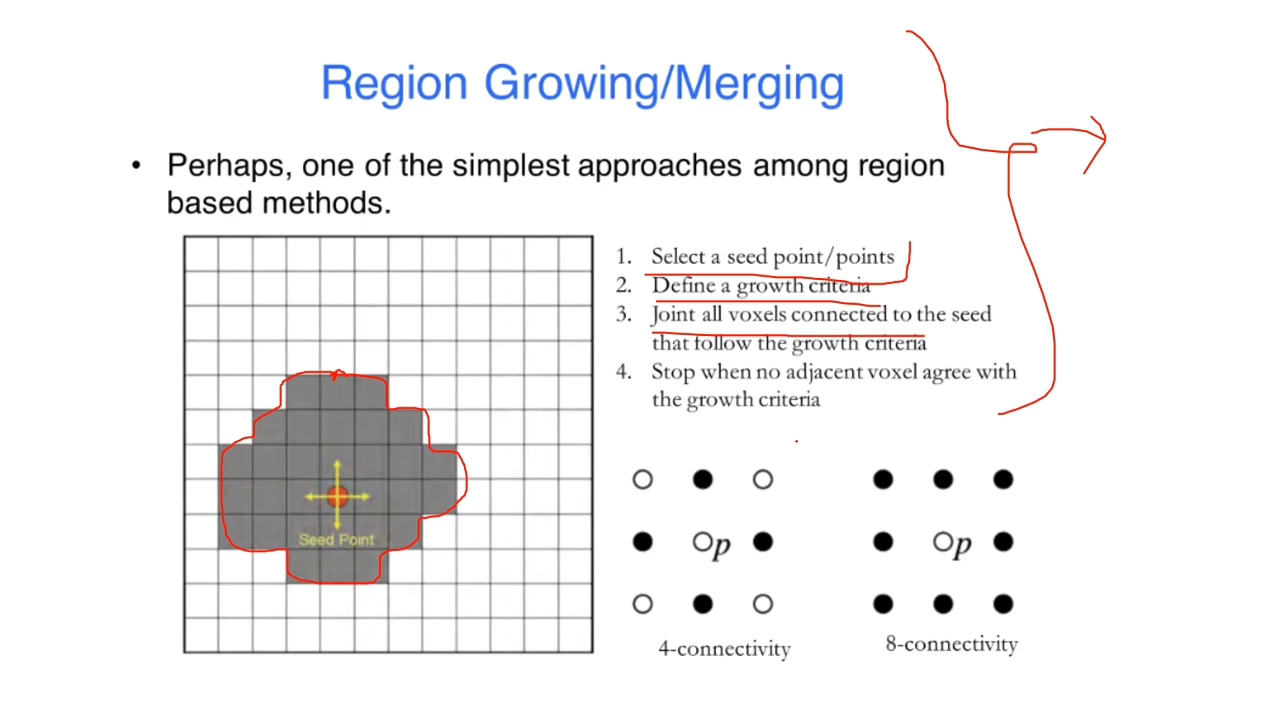 Region Growing/Merging
• Perhaps, one of the simplest approaches among region
based methods.
1. Select a seed point/points
2. Define a growth criteria
3. Joint all voxels connected to the seed
that follow the growth criteria
4. Stop when no adjacent voxel agree with
the growth criteria
Seed Point
p
p
4-connectivity
8-connectivity